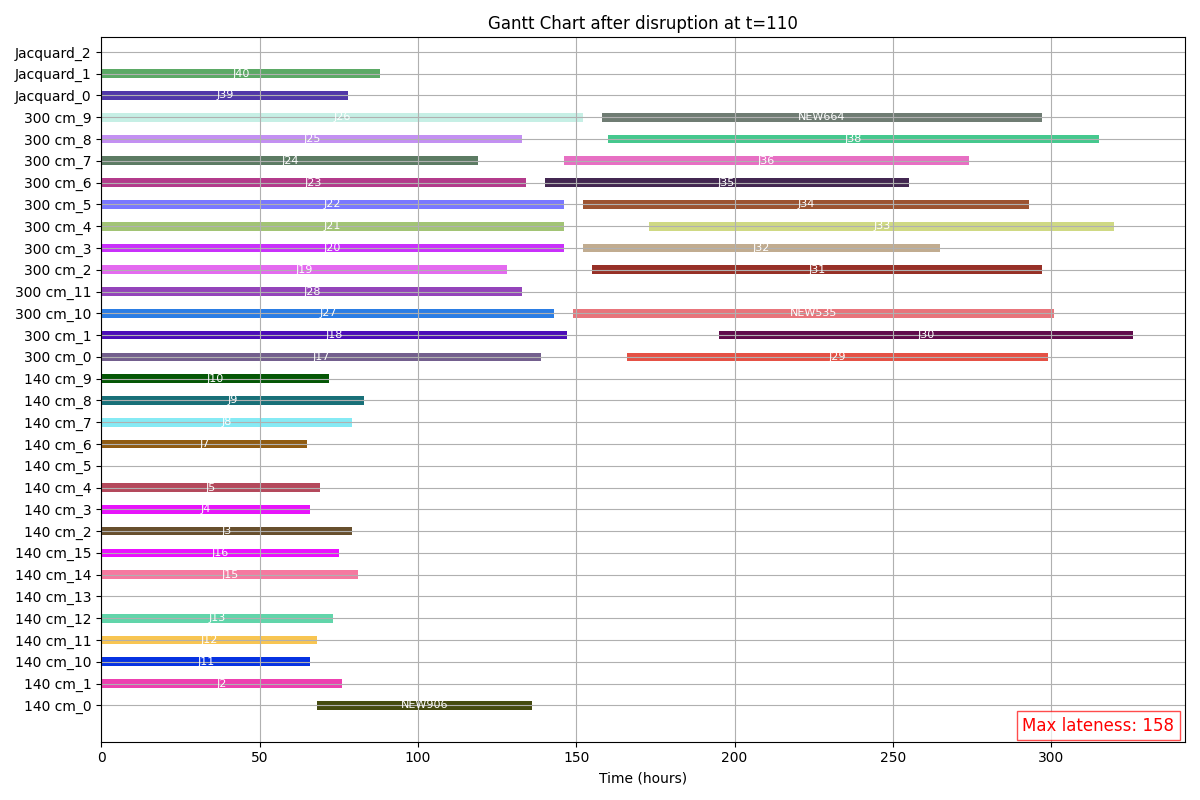 Gantt Chart after disruption at t=110
Jacquard_2
Jacquard_1 J40
Jacquard_0 J39
300 cm_9 J26 NEW664
300 cm_8 J25 J38
300 cm_7 J24 J36
300 cm_6 J23 J35
300 cm_5 J22 J34
300 cm_4 J21 J33
300 cm_3 J20 J32
300 cm_2 J19 J31
300 cm_11 J28
300 cm_10 J27 NEW535
300 cm_1 J18 J30
300 cm_0 J17 J29
140 cm_9 J10
140 cm_8 J9
140 cm_7 J8
140 cm_6 J7
140 cm_5
140 cm_4 J5
140 cm_3 J4
140 cm_2 J3
140 cm_15 J16
140 cm_14 J15
140 cm_13
140 cm_12 J13
140 cm_11 J12
140 cm_10 J11
140 cm_1 J2
140 cm_0 NEW906
Max lateness: 158
0 50 100 150 200 250 300
Time (hours)